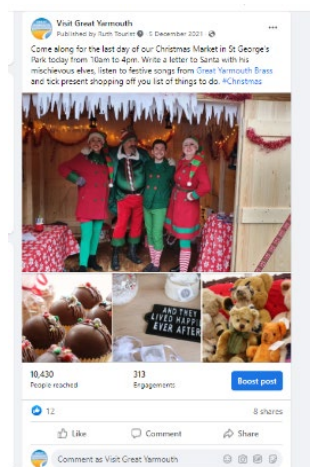 Visit Great Yarmouth
Published by Ruth Tourist · 5 December 2021 ·
Come along for the last day of our Christmas Market in St George's
Park today from 10am to 4pm. Write a letter to Santa with his
mischievous elves, listen to festive songs from Great Yarmouth Brass
and tick present shopping off you list of things to do. #Christmas
AND THEY
LIVED HAPPILY
EVER AFTER
10,430
People reached
313
Engagements
Boost post
12
8 shares
Like
Comment
Share
Comment as Visit Great Yarmouth